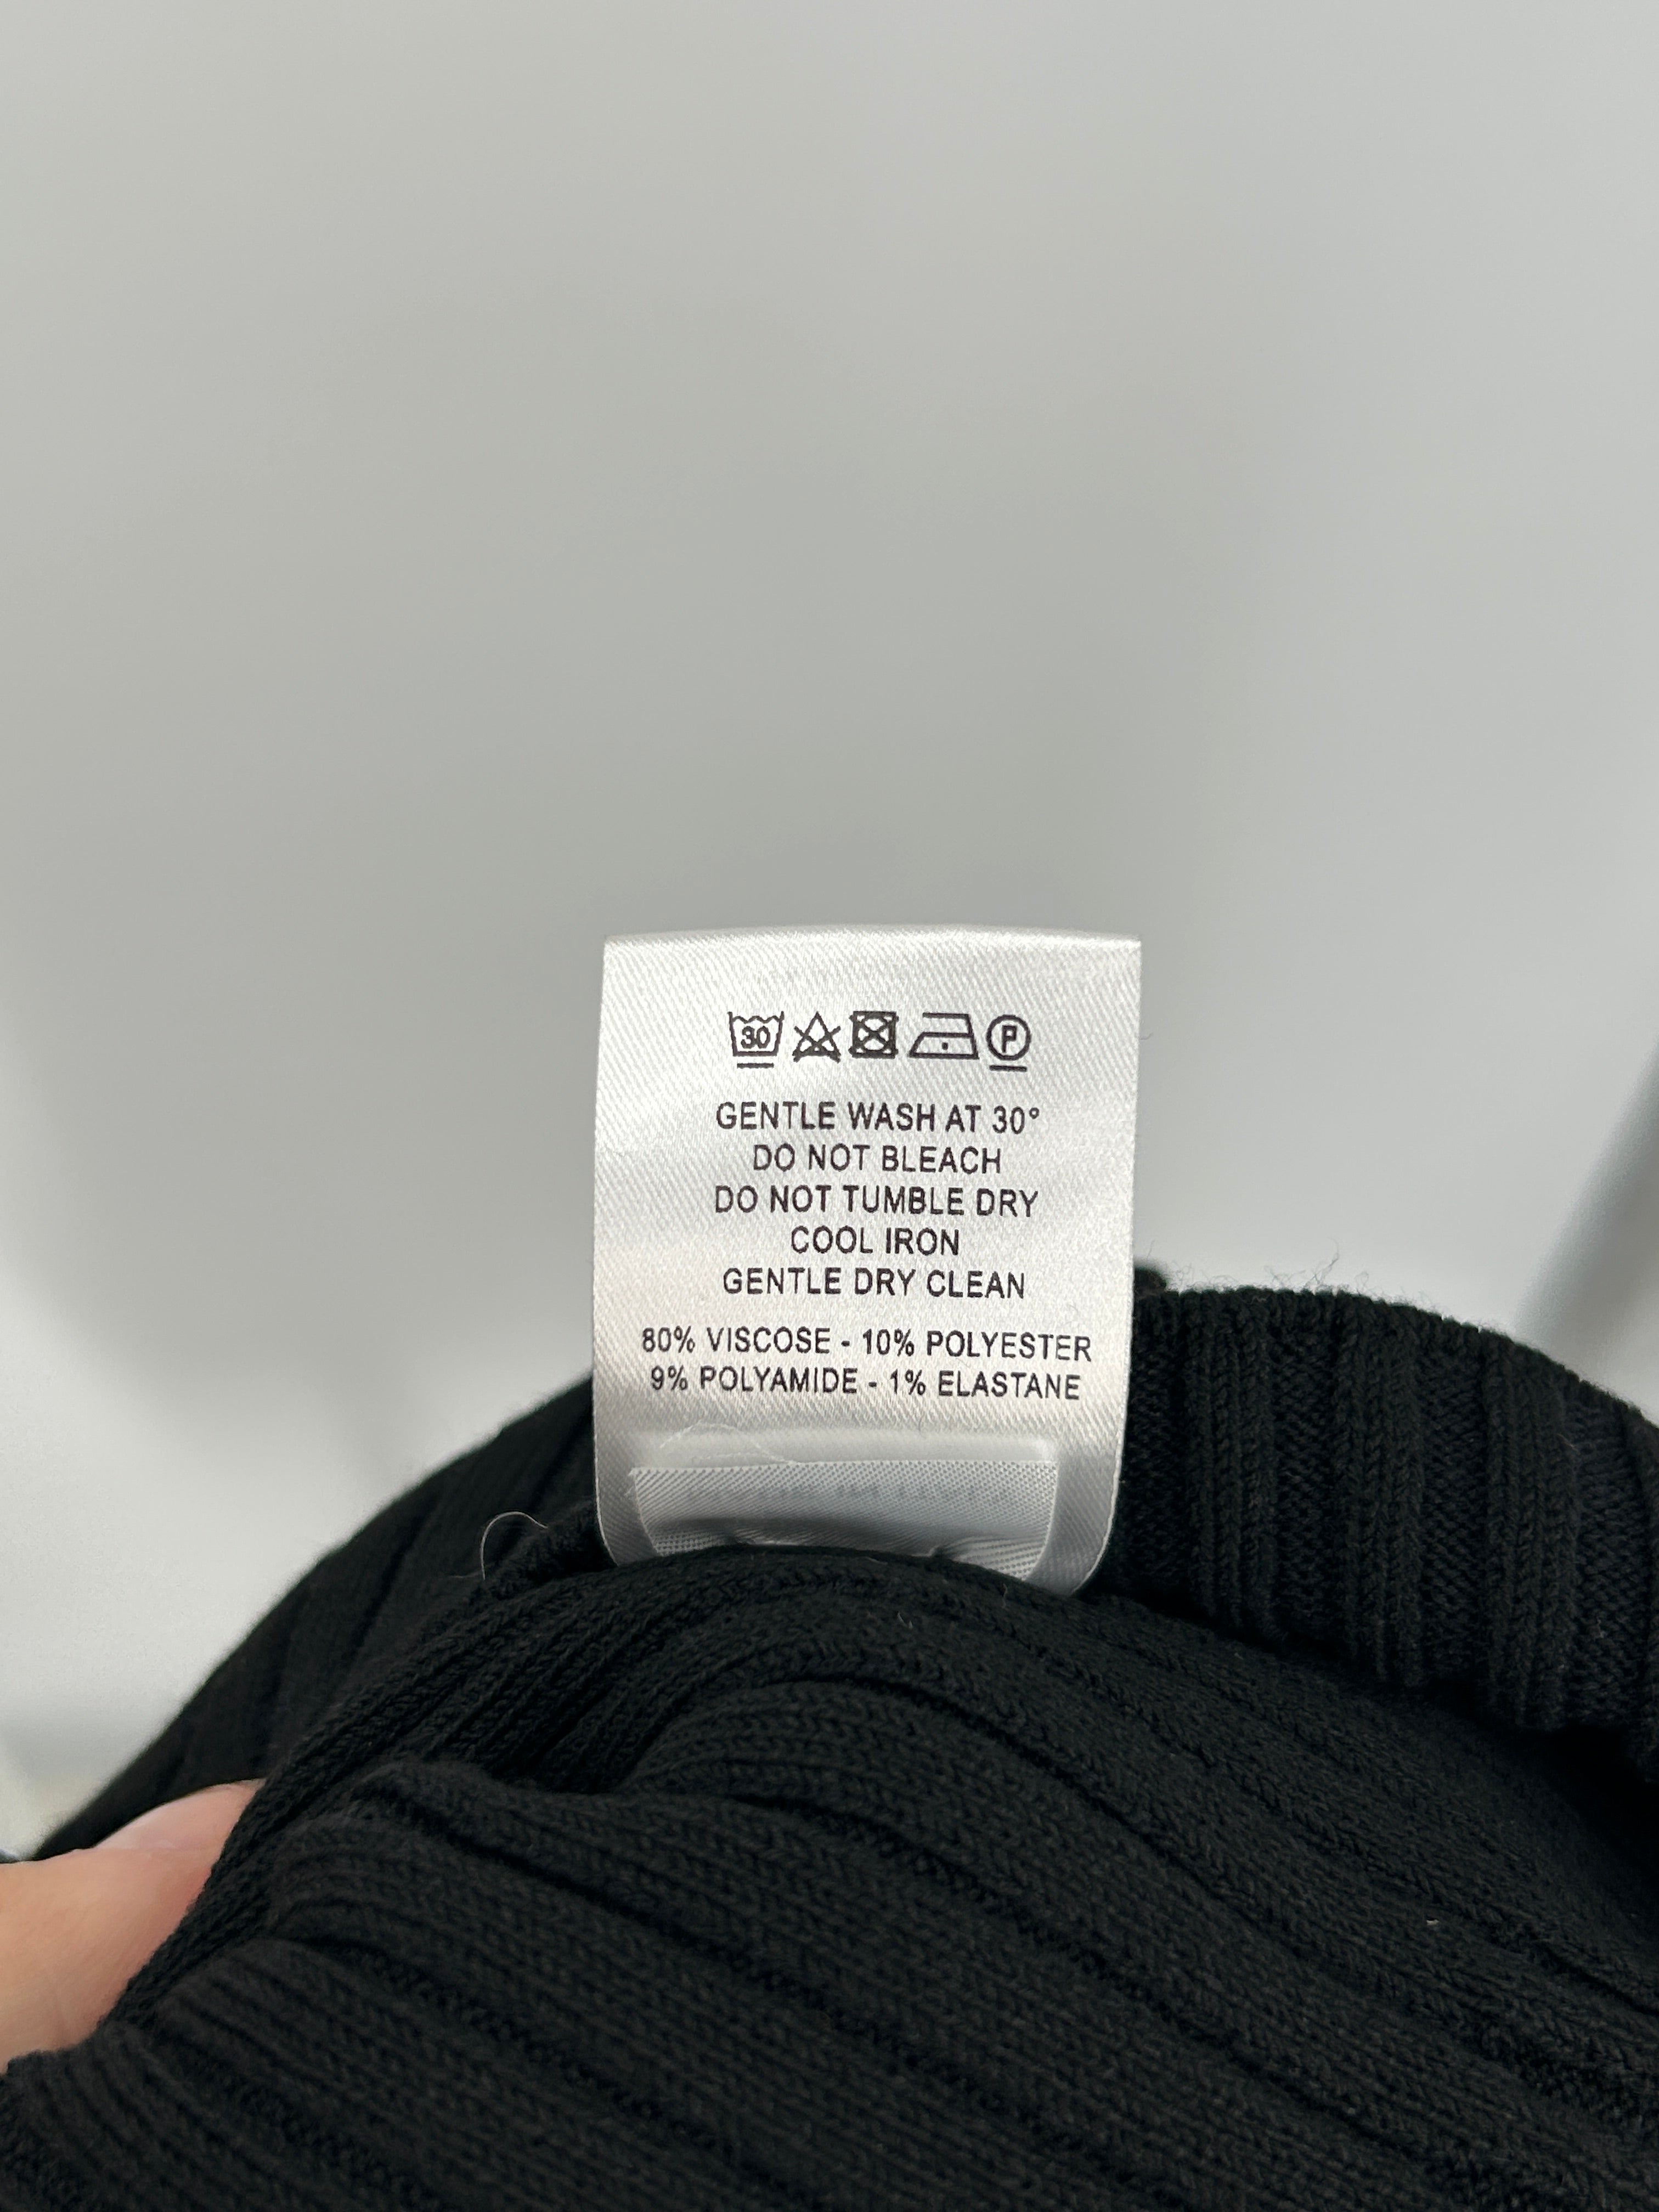 30 P
GENTLE WASH AT 30°
DO NOT BLEACH
DO NOT TUMBLE DRY
COOL IRON
GENTLE DRY CLEAN
80% VISCOSE - 10% POLYESTER
9% POLYAMIDE - 1% ELASTANE